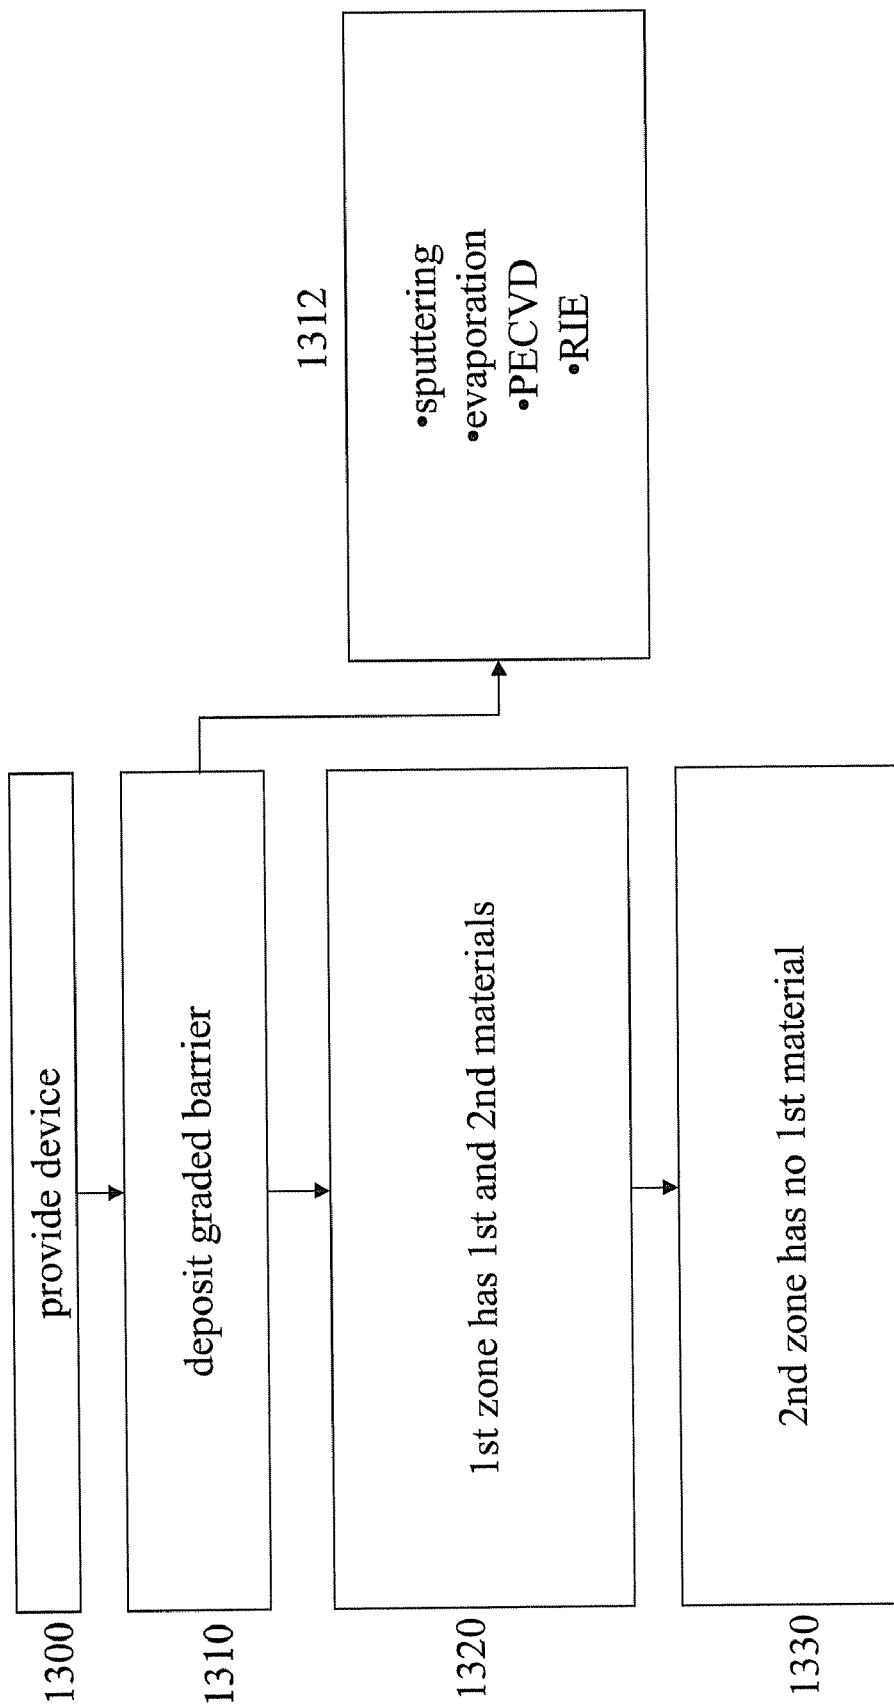 1300
provide device
1310
deposit graded barrier
1312
•sputtering
•evaporation
•PECVD
•RIE
1320
1st zone has 1st and 2nd materials
1330
2nd zone has no 1st material